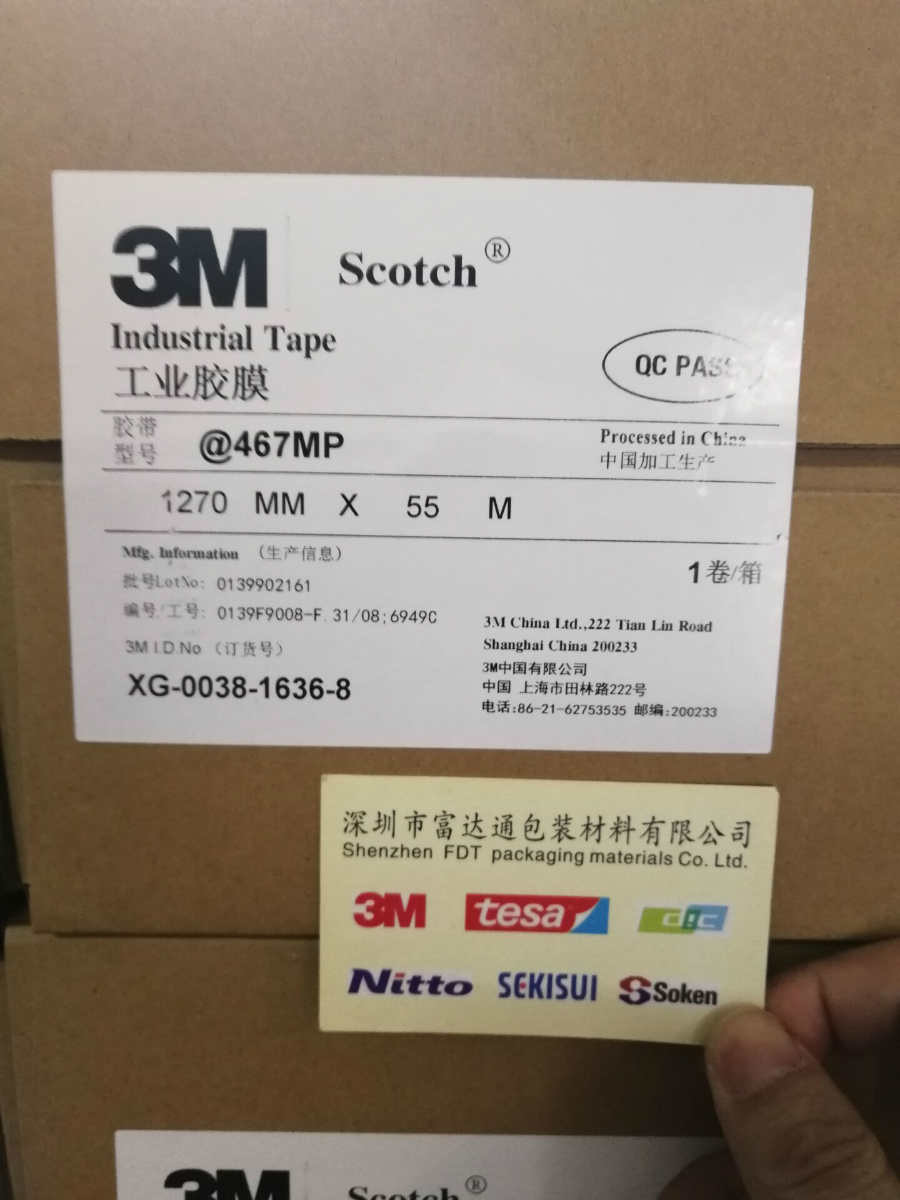 3M Scotch®
Industrial Tape
工业胶膜
QC PASS
胶带
型号 @467MP
Processed in China
中国加工生产
1270 MM X 55 M
Mfg. Information (生产信息)
批号LotNo: 0139902161
1卷/箱
编号/工号: 0139F9008-F.31/08;6949C
3M I.D.No (订货号)
XG-0038-1636-8
3M China Ltd.,222 Tian Lin Road
Shanghai China 200233
3M中国有限公司
中国 上海市田林路222号
电话:86-21-62753535 邮编:200233
深圳市富达通包装材料有限公司
Shenzhen FDT packaging materials Co. Ltd.
3M tesa dic
Nitto SEKISUI Soken
3M Scotch®